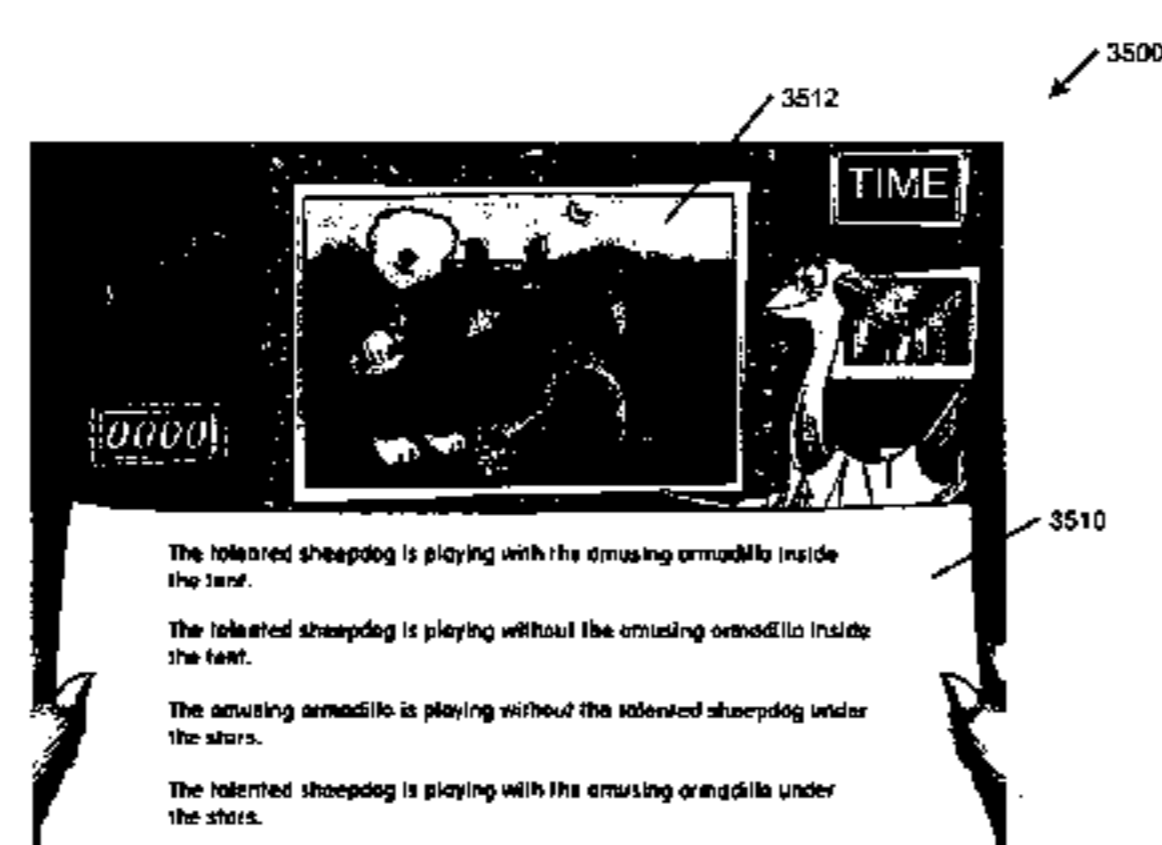 3500
3512
TIME
0000
3510
The talented sheepdog is playing with the amusing armadillo inside
the tent.
The talented sheepdog is playing without the amusing armadillo inside
the tent.
The amusing armadillo is playing without the talented sheepdog under
the stars.
The talented sheepdog is playing with the amusing armadillo under
the stars.